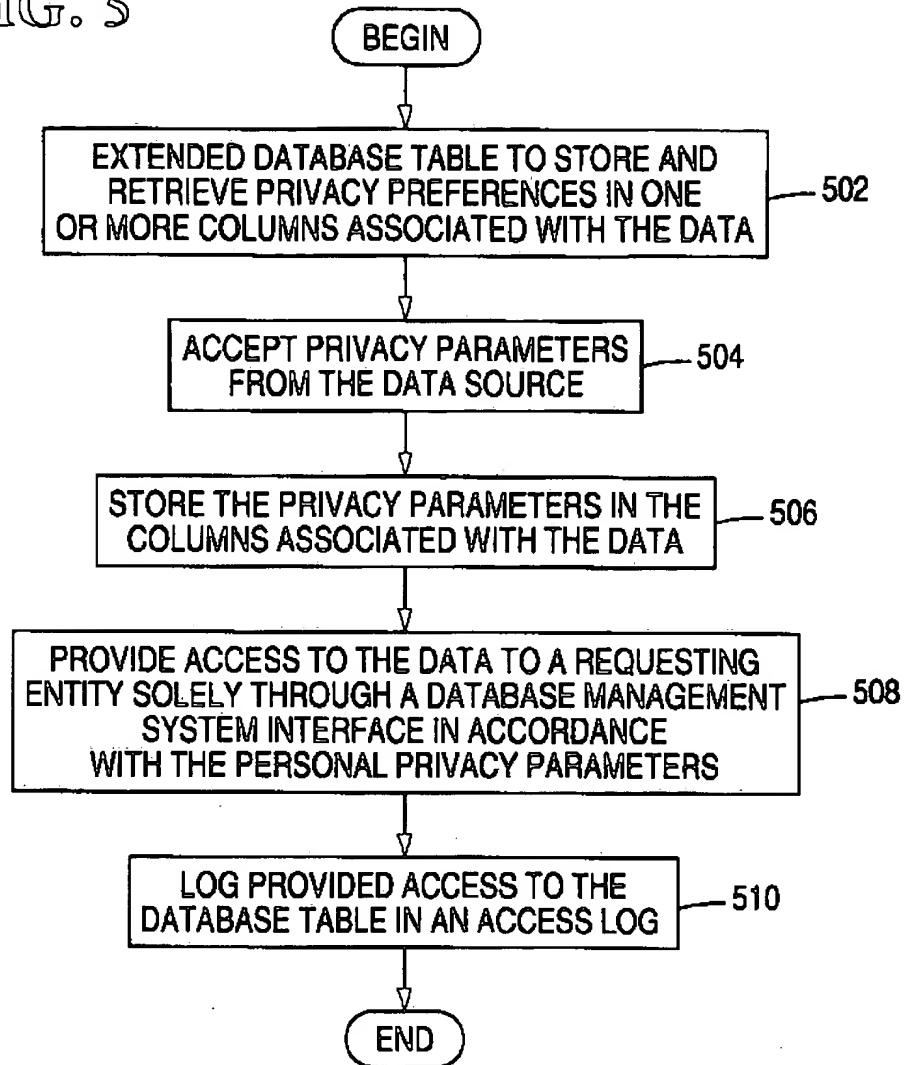 FIG. 5
BEGIN
EXTENDED DATABASE TABLE TO STORE AND
RETRIEVE PRIVACY PREFERENCES IN ONE
OR MORE COLUMNS ASSOCIATED WITH THE DATA
502
ACCEPT PRIVACY PARAMETERS
FROM THE DATA SOURCE
504
STORE THE PRIVACY PARAMETERS IN THE
COLUMNS ASSOCIATED WITH THE DATA
506
PROVIDE ACCESS TO THE DATA TO A REQUESTING
ENTITY SOLELY THROUGH A DATABASE MANAGEMENT
SYSTEM INTERFACE IN ACCORDANCE
WITH THE PERSONAL PRIVACY PARAMETERS
508
LOG PROVIDED ACCESS TO THE
DATABASE TABLE IN AN ACCESS LOG
510
END